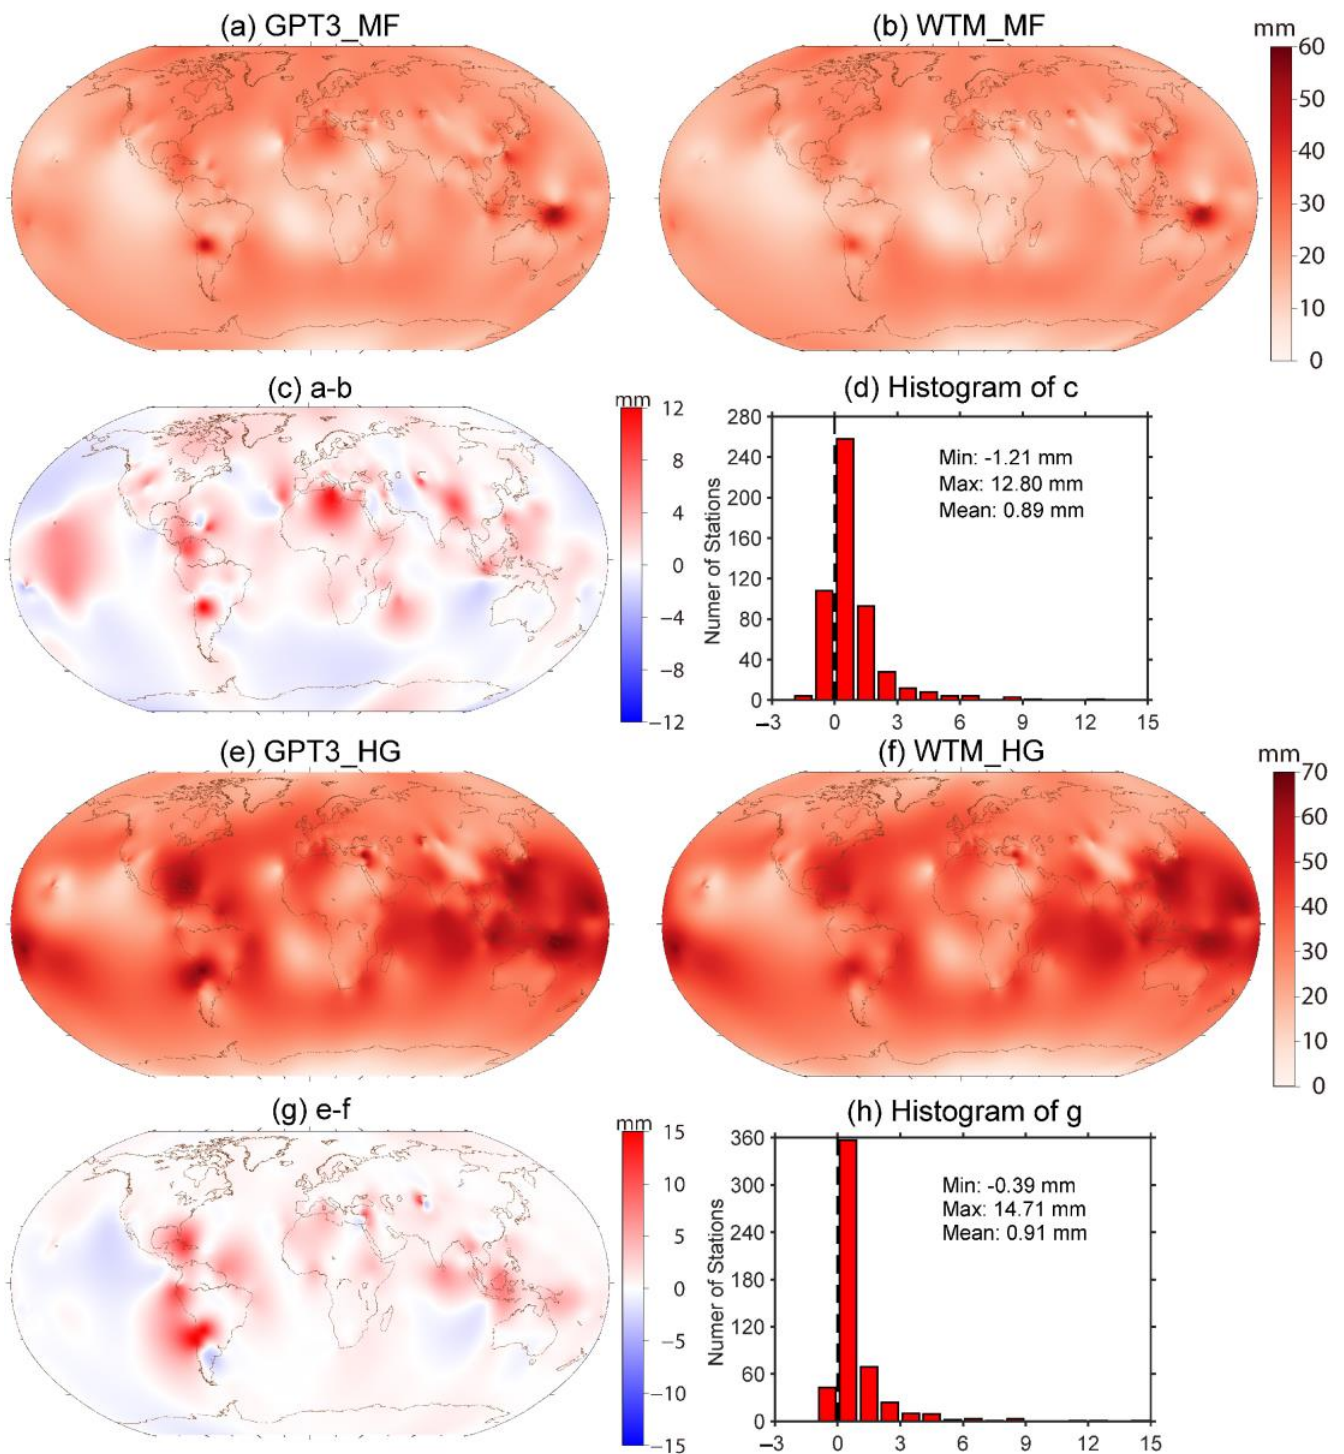 (a) GPT3_MF
(b) WTM_MF
mm
60
50
40
30
20
10
0
(c) a-b
mm
12
8
4
0
−4
−8
−12
(d) Histogram of c
Numer of Stations
280
240
200
160
120
80
40
0
Min: -1.21 mm
Max: 12.80 mm
Mean: 0.89 mm
−3 0 3 6 9 12 15
(e) GPT3_HG
(f) WTM_HG
mm
70
60
50
40
30
20
10
0
(g) e-f
mm
15
10
5
0
−5
−10
−15
(h) Histogram of g
Numer of Stations
360
300
240
180
120
60
0
Min: -0.39 mm
Max: 14.71 mm
Mean: 0.91 mm
−3 0 3 6 9 12 15